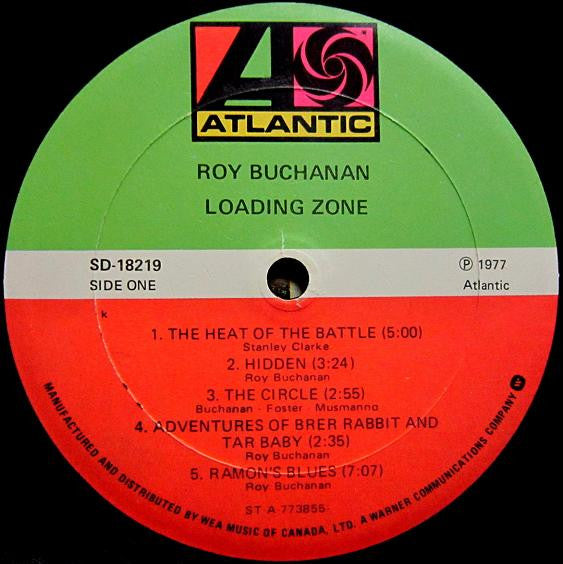 ATLANTIC
ROY BUCHANAN
LOADING ZONE
SD-18219
SIDE ONE
℗ 1977
Atlantic
k
1. THE HEAT OF THE BATTLE (5:00)
Stanley Clarke
2. HIDDEN (3:24)
Roy Buchanan
3. THE CIRCLE (2:55)
Buchanan - Foster - Musmanno
4. ADVENTURES OF BRER RABBIT AND
TAR BABY (2:35)
Roy Buchanan
5. RAMON'S BLUES (7:07)
Roy Buchanan
ST A 773855
MANUFACTURED AND DISTRIBUTED BY WEA MUSIC OF CANADA, LTD. A WARNER COMMUNICATIONS COMPANY